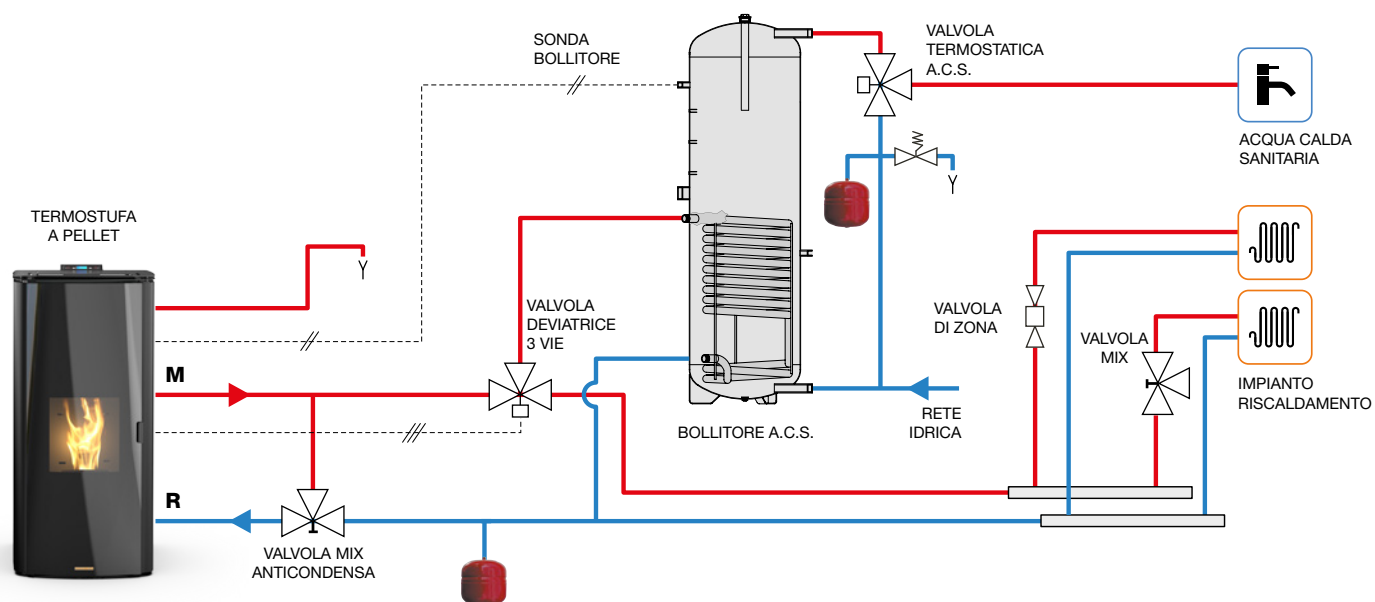 SONDA
BOLLITORE
VALVOLA
TERMOSTATICA
A.C.S.
ACQUA CALDA
SANITARIA
TERMOSTUFA
A PELLET
VALVOLA
DEVIATRICE
3 VIE
VALVOLA
DI ZONA
VALVOLA
MIX
IMPIANTO
RISCALDAMENTO
M
RETE
IDRICA
BOLLITORE A.C.S.
R
VALVOLA MIX
ANTICONDENSA